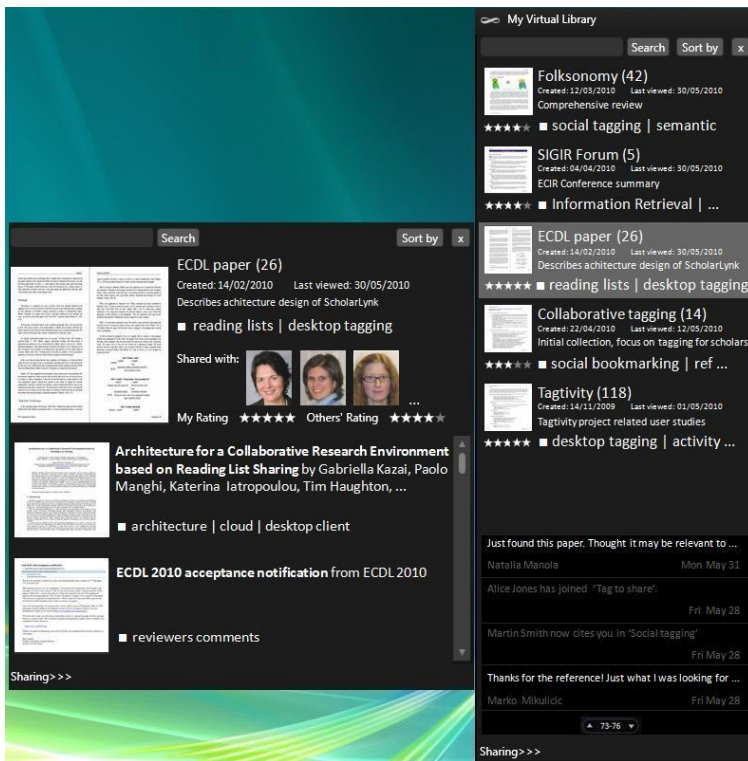 My Virtual Library
Search Sort by x
Folksonomy (42)
Created: 12/03/2010 Last viewed: 30/05/2010
Comprehensive review
★★★★★ ■ social tagging | semantic
SIGIR Forum (5)
Created: 04/04/2010 Last viewed: 30/05/2010
ECIR Conference summary
★★★★★ ■ Information Retrieval | ...
ECDL paper (26)
Created: 14/02/2010 Last viewed: 30/05/2010
Describes achitecture design of ScholarLynk
★★★★★ ■ reading lists | desktop tagging
Collaborative tagging (14)
Created: 22/04/2010 Last viewed: 12/05/2010
Initial collection, focus on tagging for scholars
★★★★★ ■ social bookmarking | ref ...
Tagtivity (118)
Created: 14/11/2009 Last viewed: 01/05/2010
Tagtivity project related user studies
★★★★★ ■ desktop tagging | activity ...
Just found this paper. Thought it may be relevant to ...
Natalia Manola Mon May 31
Alice Jones has joined 'Tag to share'.
Fri May 28
Martin Smith now cites you in 'Social tagging'
Fri May 28
Thanks for the reference! Just what I was looking for ...
Marko Mikulicic Fri May 28
▲ 73-76 ▼
Sharing>>>
Search Sort by x
ECDL paper (26)
Created: 14/02/2010 Last viewed: 30/05/2010
Describes achitecture design of ScholarLynk
■ reading lists | desktop tagging
Shared with:
...
My Rating ★★★★★ Others' Rating ★★★★★
Architecture for a Collaborative Research Environment
based on Reading List Sharing by Gabriella Kazai, Paolo
Manghi, Katerina Iatropoulou, Tim Haughton, ...
■ architecture | cloud | desktop client
ECDL 2010 acceptance notification from ECDL 2010
■ reviewers comments
Sharing>>>